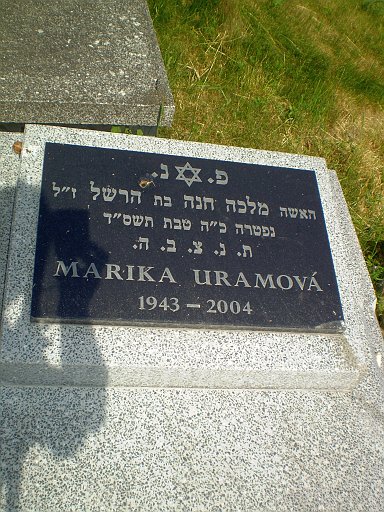 פ. נ.
האשה מלכה חנה בת הרשל ז"ל
נפטרה כ"ה טבת תשס"ד
ת. נ. צ. ב. ה.
MARIKA URAMOVÁ
1943 – 2004